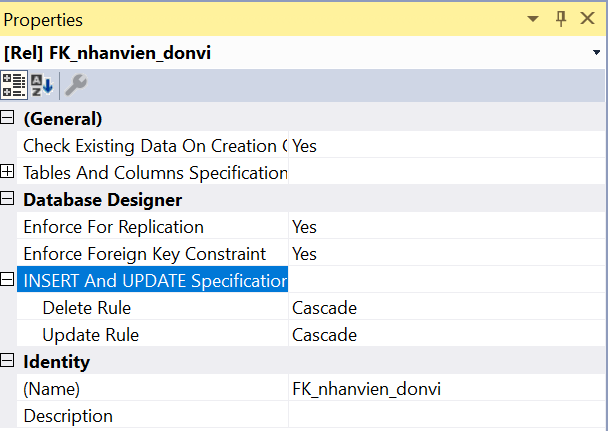 Properties
[Rel] FK_nhanvien_donvi
(General)
Check Existing Data On Creation Yes
Tables And Columns Specification
Database Designer
Enforce For Replication Yes
Enforce Foreign Key Constraint Yes
INSERT And UPDATE Specification
Delete Rule Cascade
Update Rule Cascade
Identity
(Name) FK_nhanvien_donvi
Description